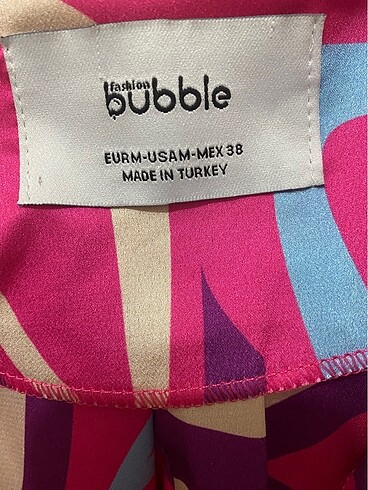 fashion
bubble
EURM-USAM-MEX 38
MADE IN TURKEY